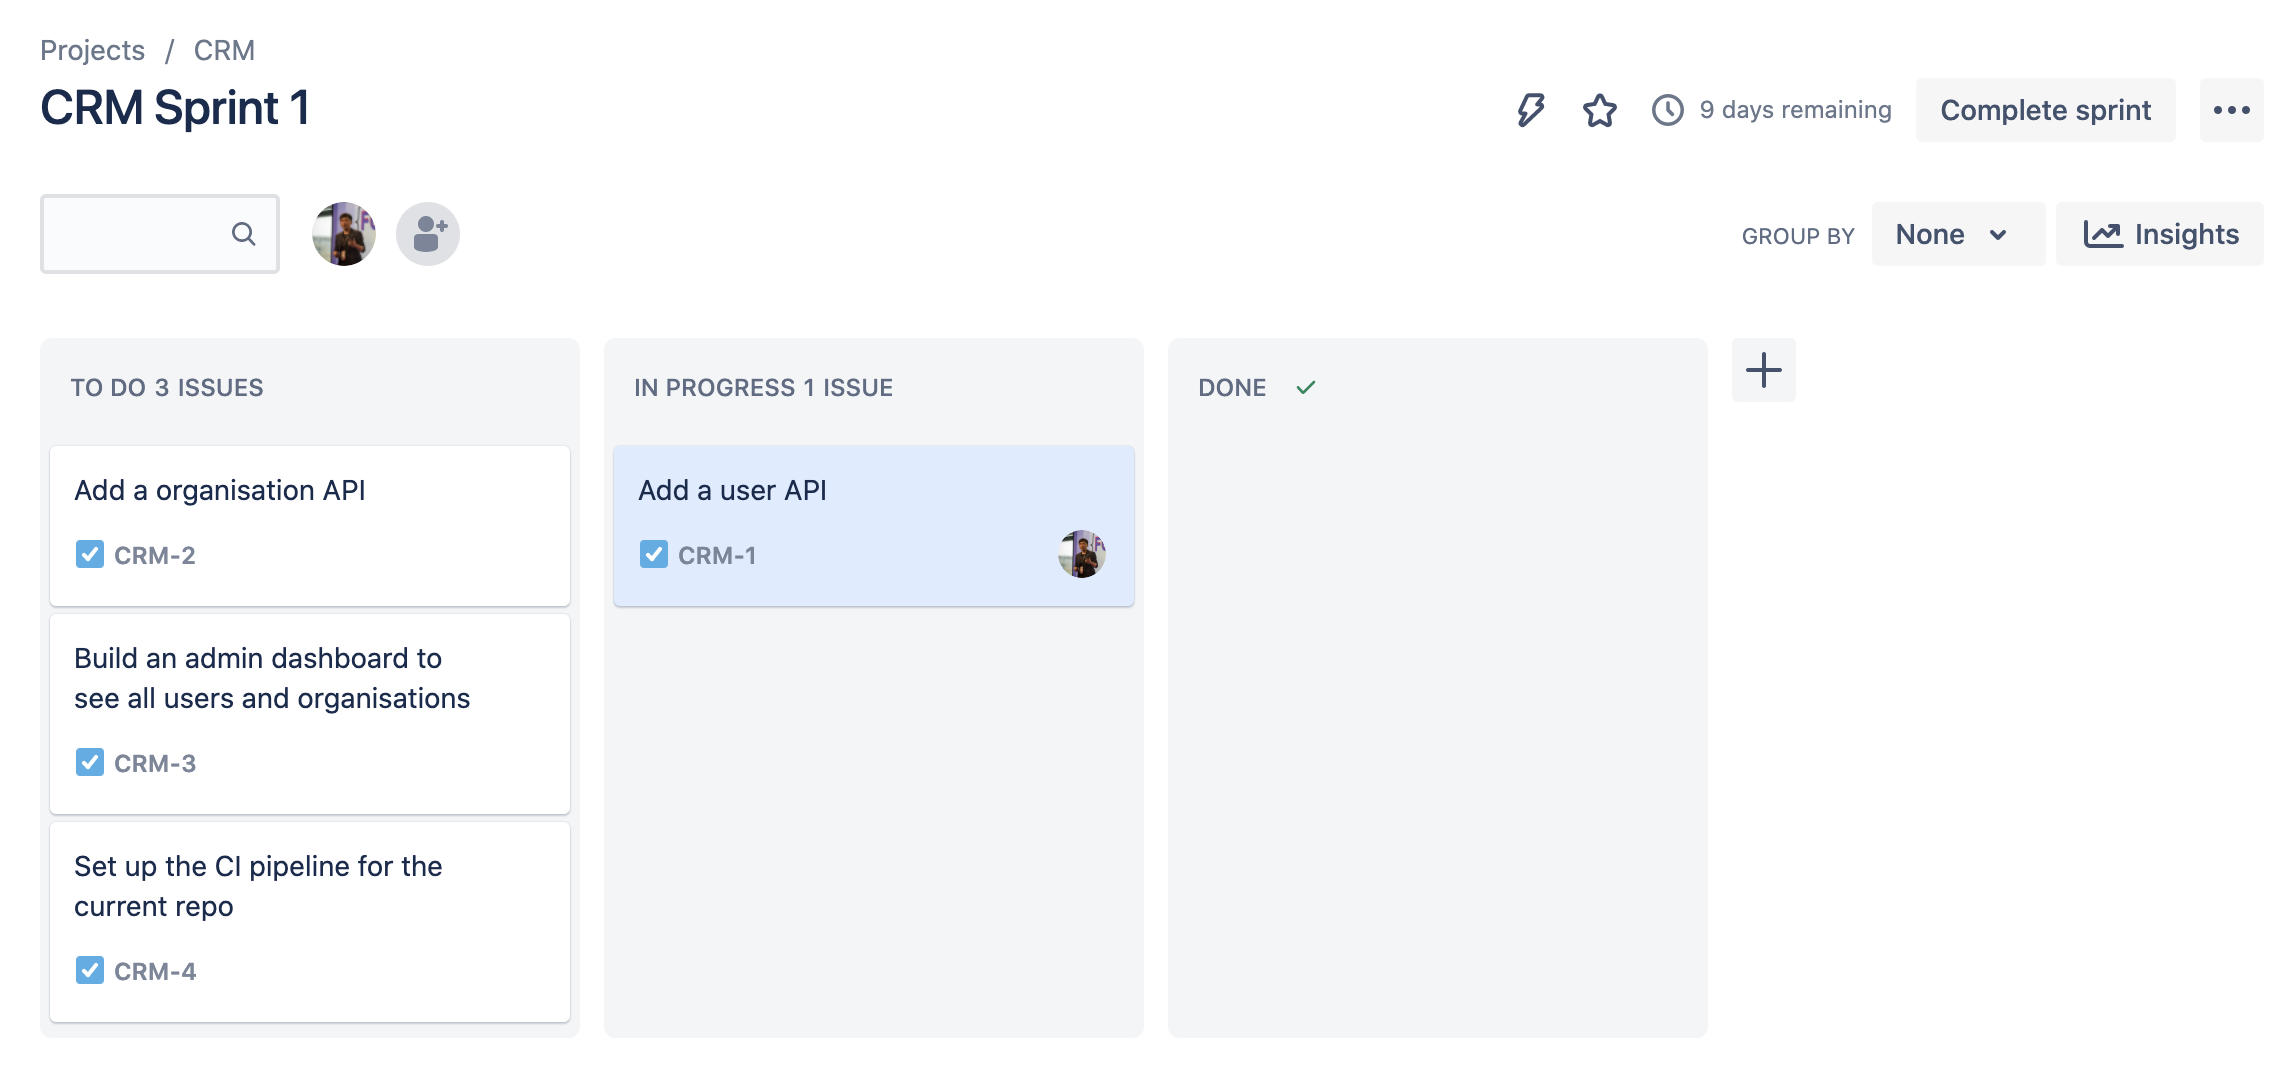 Projects / CRM
CRM Sprint 1
9 days remaining
Complete sprint
GROUP BY
None
Insights
TO DO 3 ISSUES
Add a organisation API
CRM-2
Build an admin dashboard to
see all users and organisations
CRM-3
Set up the CI pipeline for the
current repo
CRM-4
IN PROGRESS 1 ISSUE
Add a user API
CRM-1
DONE